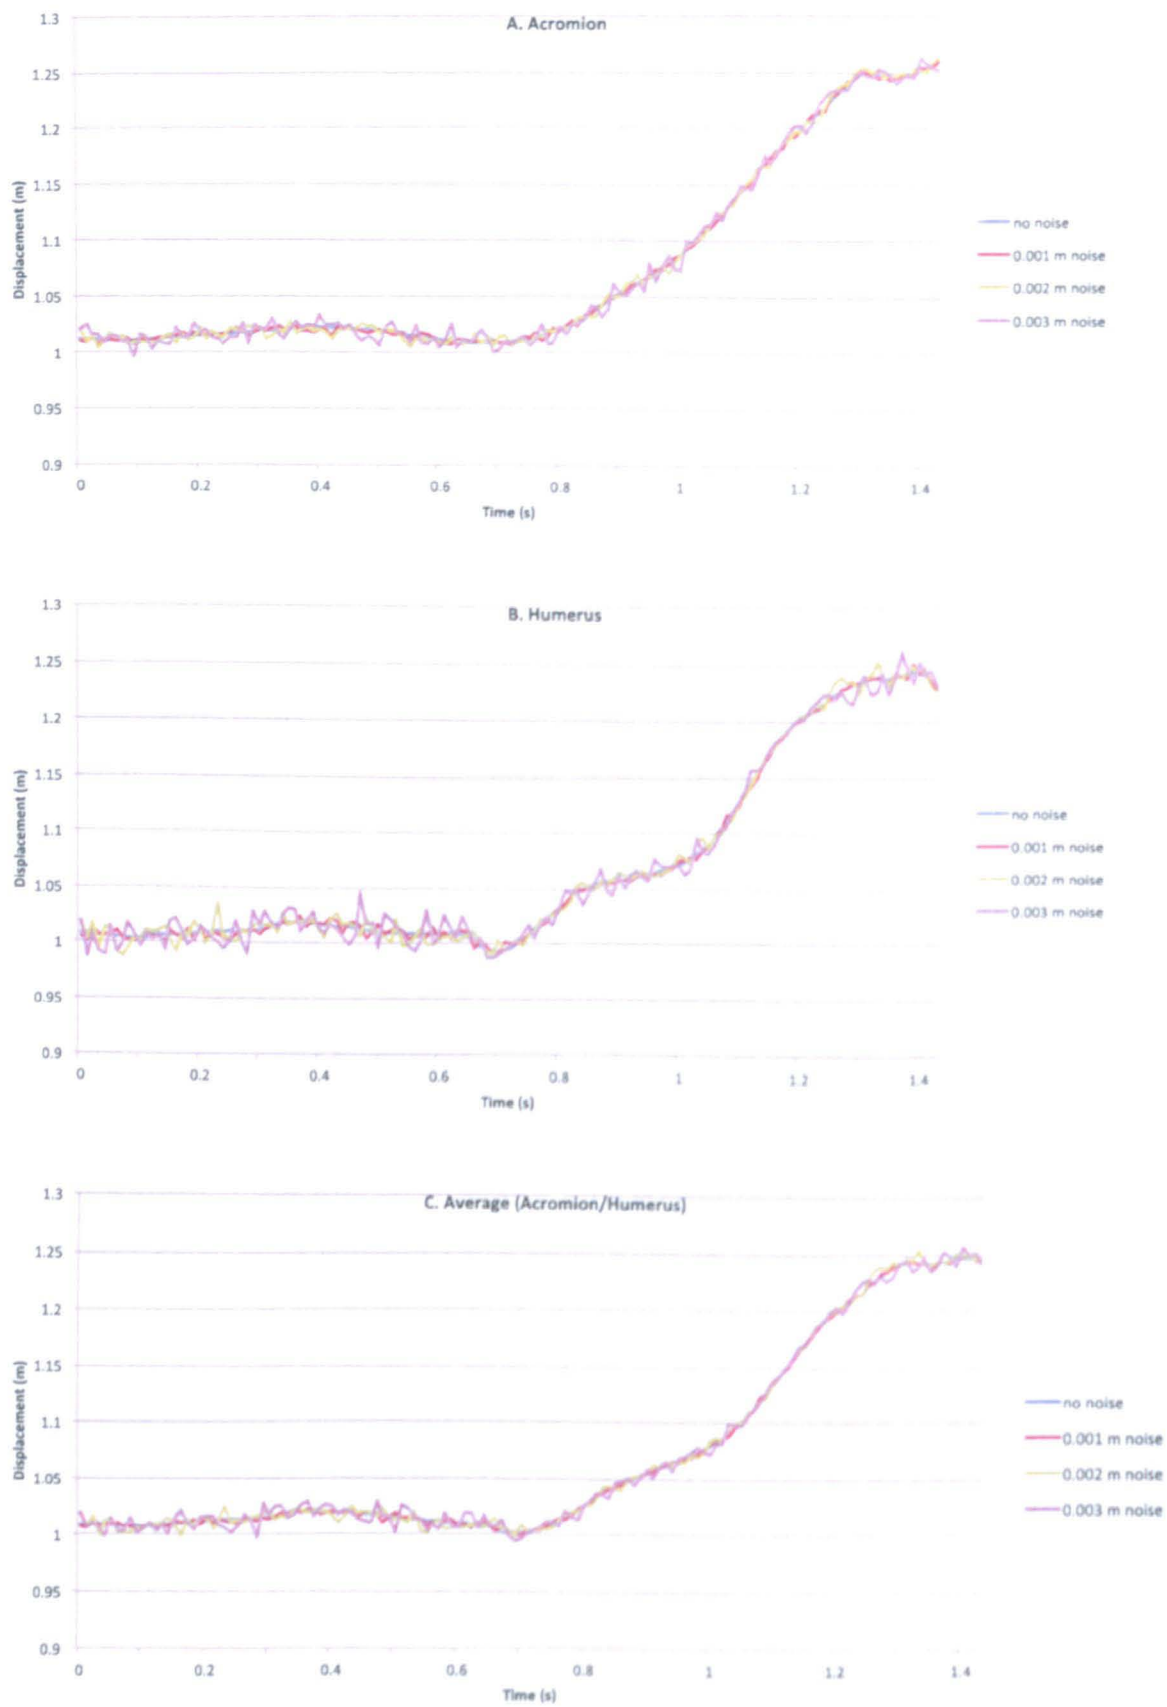 A. Acromion
1.3
1.25
1.2
1.15
1.1
1.05
1
0.95
0.9
Displacement (m)
0 0.2 0.4 0.6 0.8 1 1.2 1.4
Time (s)
no noise
0.001 m noise
0.002 m noise
0.003 m noise
B. Humerus
1.3
1.25
1.2
1.15
1.1
1.05
1
0.95
0.9
Displacement (m)
0 0.2 0.4 0.6 0.8 1 1.2 1.4
Time (s)
no noise
0.001 m noise
0.002 m noise
0.003 m noise
C. Average (Acromion/Humerus)
1.3
1.25
1.2
1.15
1.1
1.05
1
0.95
0.9
Displacement (m)
0 0.2 0.4 0.6 0.8 1 1.2 1.4
Time (s)
no noise
0.001 m noise
0.002 m noise
0.003 m noise